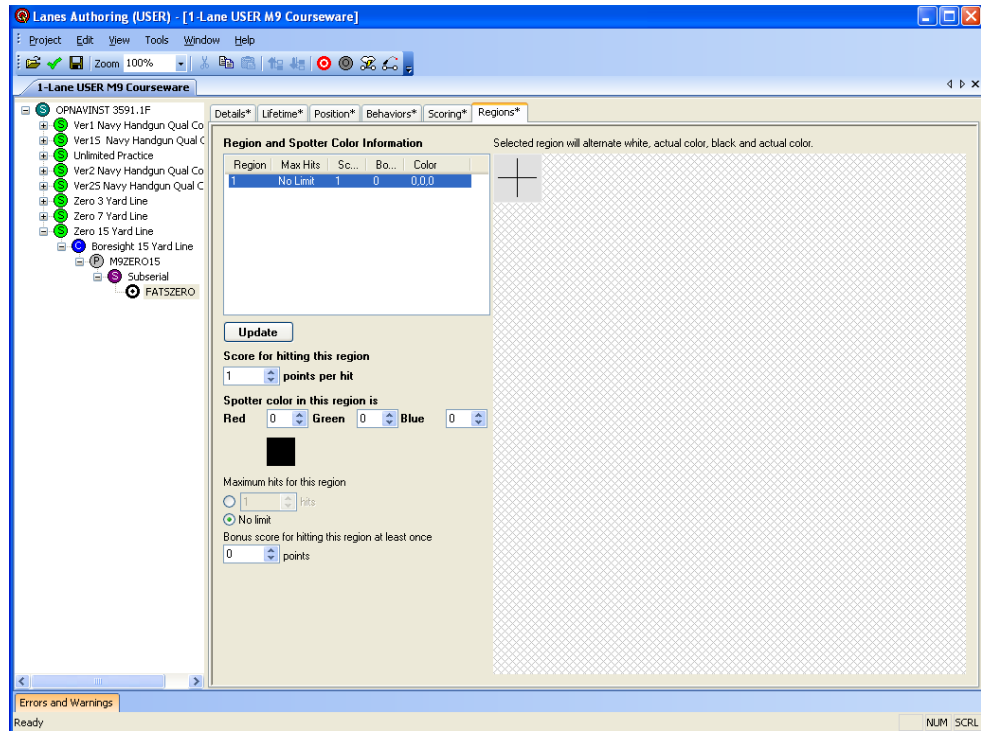 Lanes Authoring (USER) - [1-Lane USER M9 Courseware]
Project Edit View Tools Window Help
Zoom 100%
1-Lane USER M9 Courseware
OPNAVINST 3591.1F
Ver1 Navy Handgun Qual Co
Ver1S Navy Handgun Qual C
Unlimited Practice
Ver2 Navy Handgun Qual Co
Ver2S Navy Handgun Qual C
Zero 3 Yard Line
Zero 7 Yard Line
Zero 15 Yard Line
Boresight 15 Yard Line
M9ZERO15
Subserial
FATSZERO
Details* Lifetime* Position* Behaviors* Scoring* Regions*
Region and Spotter Color Information
Region Max Hits Sc... Bo... Color
1 No Limit 1 0 0,0,0
Update
Score for hitting this region
1 points per hit
Spotter color in this region is
Red 0 Green 0 Blue 0
Maximum hits for this region
1 hits
No limit
Bonus score for hitting this region at least once
0 points
Selected region will alternate white, actual color, black and actual color.
Errors and Warnings
Ready NUM SCRL